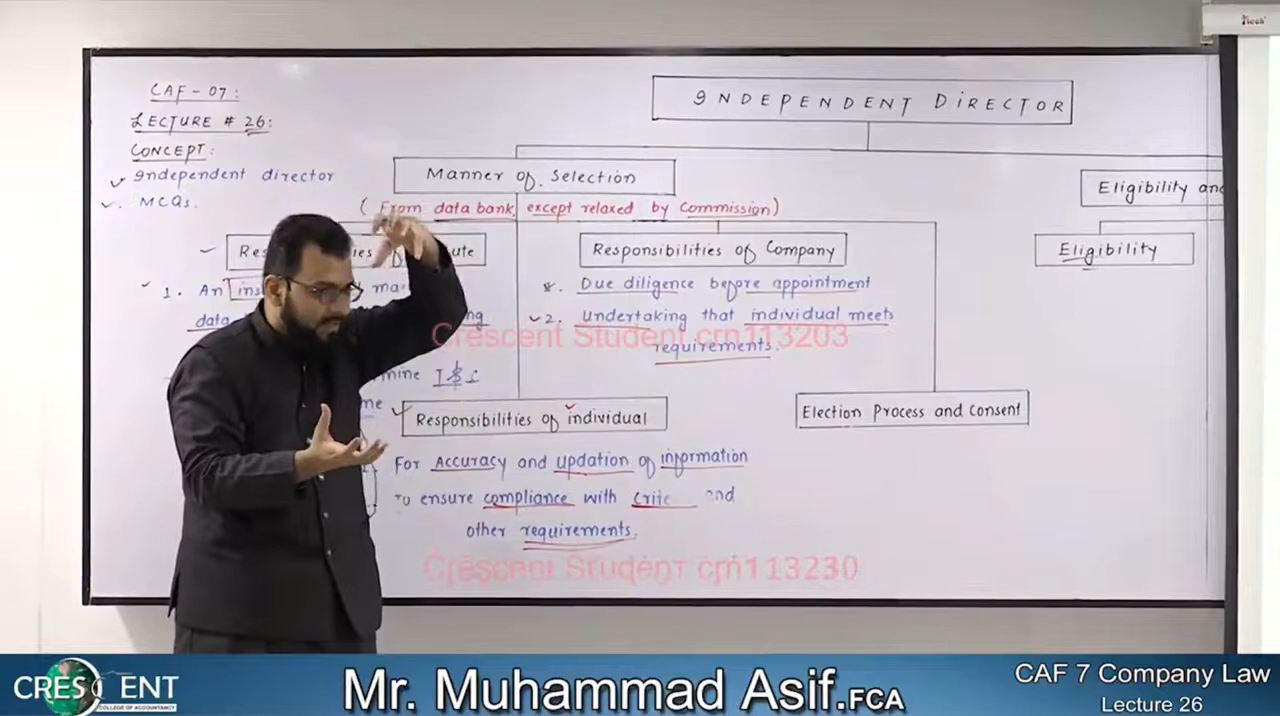 CAF - 07:
LECTURE # 26:
CONCEPT:
Independent director
MCQs.
INDEPENDENT DIRECTOR
Manner of Selection
(From data bank, except relaxed by Commission)
Eligibility and
Eligibility
Responsibilities of Company
*. Due diligence before appointment
2. Undertaking that individual meets
requirements.
1. An
data
Responsibilities of individual
For Accuracy and updation of information
To ensure compliance with and
other requirements.
Election Process and Consent
Crescent Student crn113203
Crescent Student crn113230
CRESCENT
COLLEGE OF ACCOUNTANCY
Mr. Muhammad Asif.FCA
CAF 7 Company Law
Lecture 26